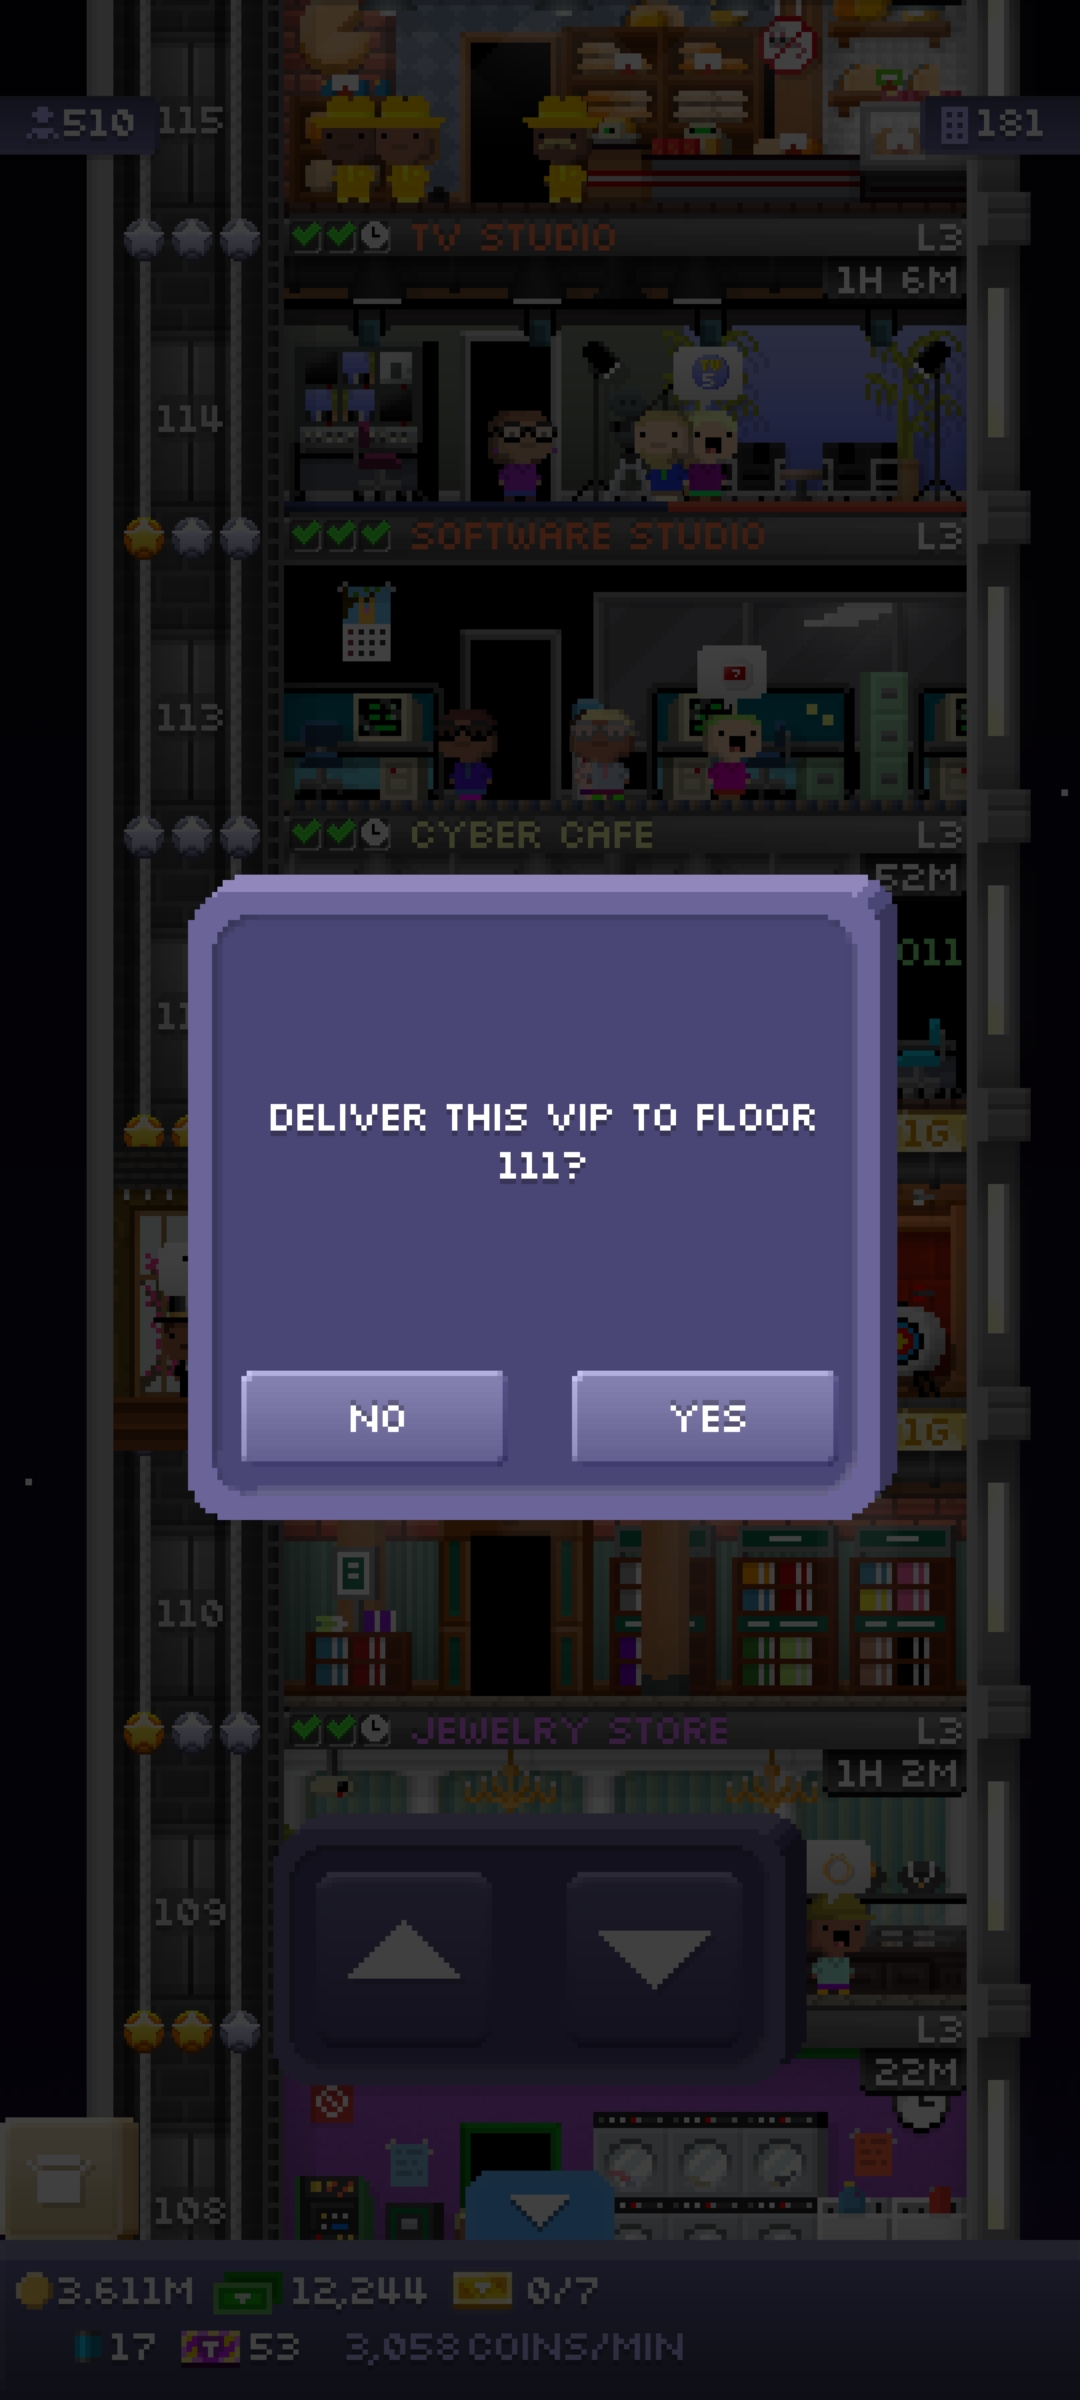 510
115
181
TV STUDIO
L3
1H 6M
TV
5
114
SOFTWARE STUDIO
L3
113
?
CYBER CAFE
L3
52M
011
DELIVER THIS VIP TO FLOOR
111?
1G
NO
YES
1G
110
JEWELRY STORE
L3
1H 2M
109
L3
22M
108
3.611M
12,244
0/7
17
T
53
3,058 COINS/MIN